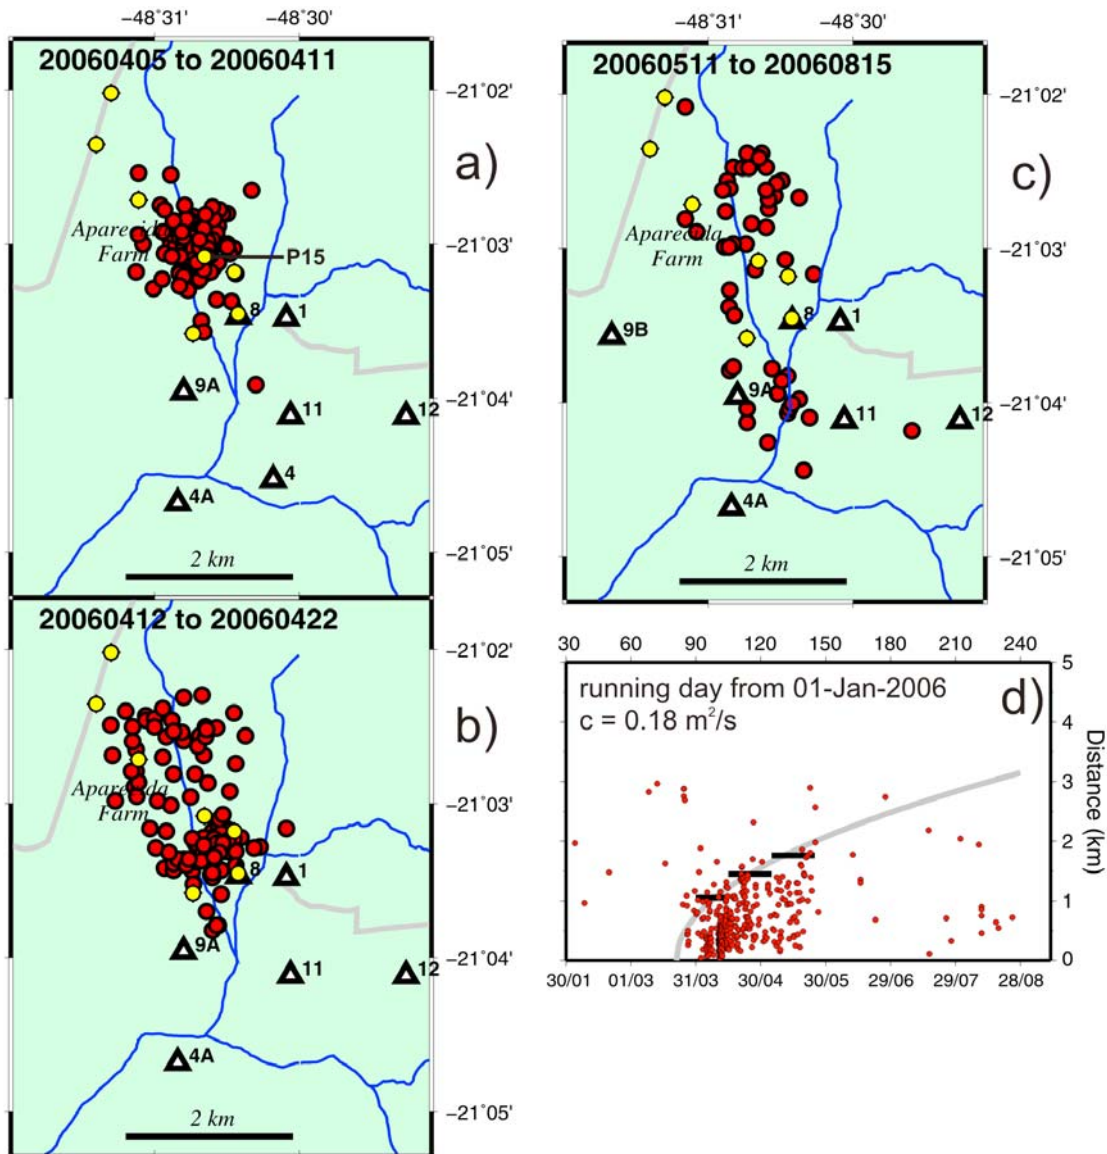 −48°31' −48°30'
20060405 to 20060411
−21°02'
a)
Aparecida
Farm
−21°03'
P15
8
1
9A
−21°04'
11
12
4
4A
2 km
−21°05'
20060412 to 20060422
−21°02'
b)
Aparecida
Farm
−21°03'
8
1
9A
−21°04'
11
12
4A
2 km
−21°05'
−48°31' −48°30'
20060511 to 20060815
−21°02'
c)
Aparecida
Farm
−21°03'
8
1
9B
9A
−21°04'
11
12
4A
2 km
−21°05'
30 60 90 120 150 180 210 240
running day from 01-Jan-2006
c = 0.18 m²/s
d)
5
4
3
2
1
0
Distance (km)
30/01 01/03 31/03 30/04 30/05 29/06 29/07 28/08